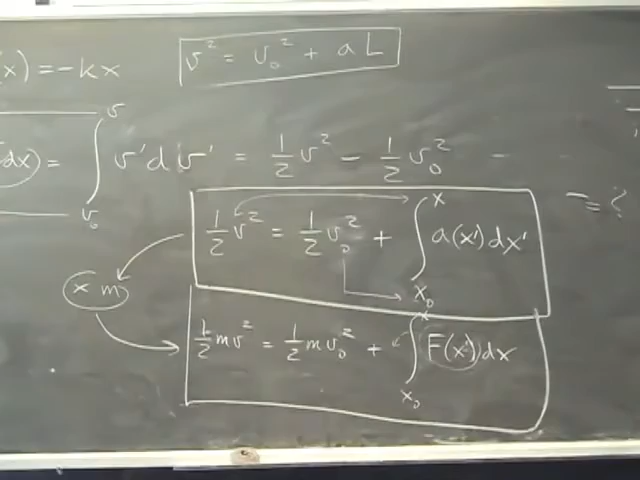 x) = -kx
v² = v₀² + aL
dx) = ∫_{v₀}^{v} v'dv' = ½v² - ½v₀² -
½v² = ½v₀² + ∫_{x₀}^{x} a(x')dx'
= ?
x m
½mv² = ½mv₀² + ∫_{x₀}^{x} F(x')dx